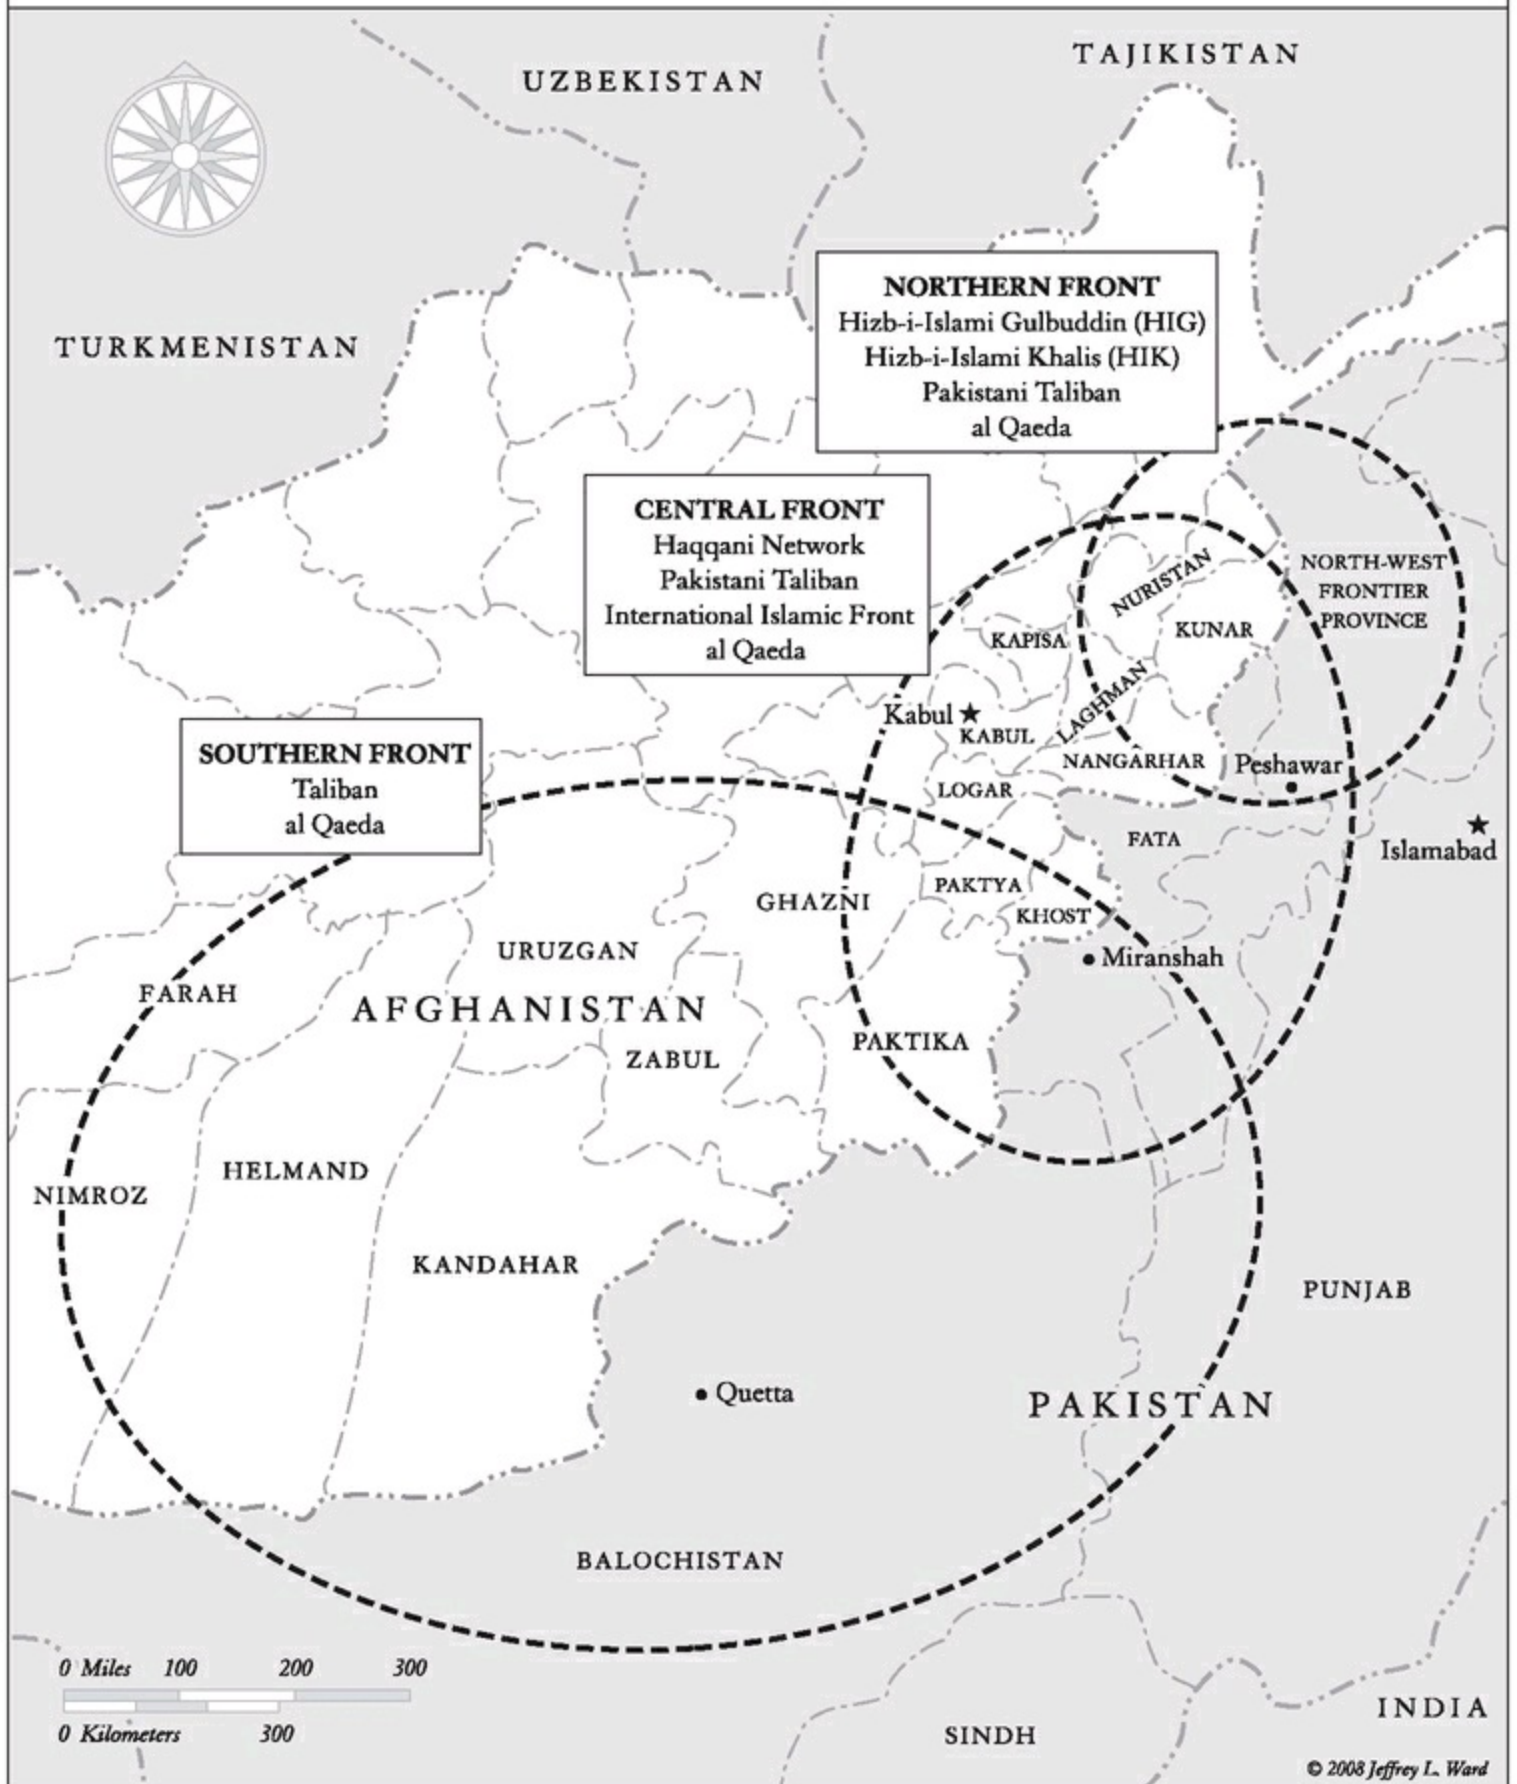 TAJIKISTAN
UZBEKISTAN
TURKMENISTAN
NORTHERN FRONT
Hizb-i-Islami Gulbuddin (HIG)
Hizb-i-Islami Khalis (HIK)
Pakistani Taliban
al Qaeda
CENTRAL FRONT
Haqqani Network
Pakistani Taliban
International Islamic Front
al Qaeda
NORTH-WEST
FRONTIER
PROVINCE
NURISTAN
KUNAR
KAPISA
LAGHMAN
Kabul
KABUL
NANGARHAR
Peshawar
SOUTHERN FRONT
Taliban
al Qaeda
LOGAR
FATA
Islamabad
PAKTYA
GHAZNI
KHOST
URUZGAN
Miranshah
FARAH
AFGHANISTAN
PAKTIKA
ZABUL
HELMAND
NIMROZ
KANDAHAR
PUNJAB
Quetta
PAKISTAN
BALOCHISTAN
0 Miles 100 200 300
0 Kilometers 300
INDIA
SINDH
© 2008 Jeffrey L. Ward